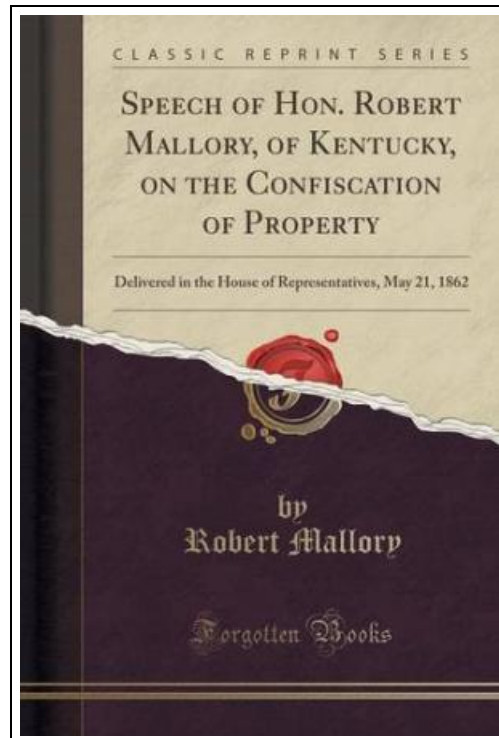 CLASSIC REPRINT SERIES
SPEECH OF HON. ROBERT
MALLORY, OF KENTUCKY,
ON THE CONFISCATION
OF PROPERTY
Delivered in the House of Representatives, May 21, 1862
by
Robert Mallory
Forgotten Books